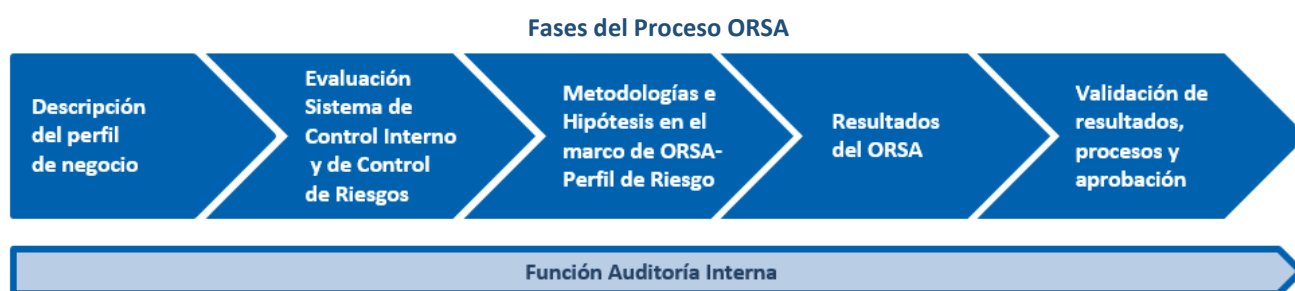 Fases del Proceso ORSA
Descripción
del perfil
de negocio
Evaluación
Sistema de
Control Interno
y de Control
de Riesgos
Metodologías e
Hipótesis en el
marco de ORSA-
Perfil de Riesgo
Resultados
del ORSA
Validación de
resultados,
procesos y
aprobación
Función Auditoría Interna